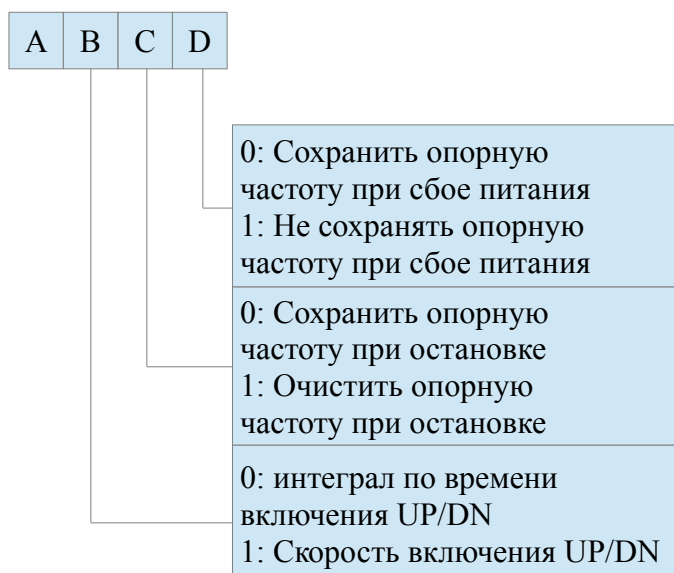 A B C D
0: Сохранить опорную
частоту при сбое питания
1: Не сохранять опорную
частоту при сбое питания
0: Сохранить опорную
частоту при остановке
1: Очистить опорную
частоту при остановке
0: интеграл по времени
включения UP/DN
1: Скорость включения UP/DN